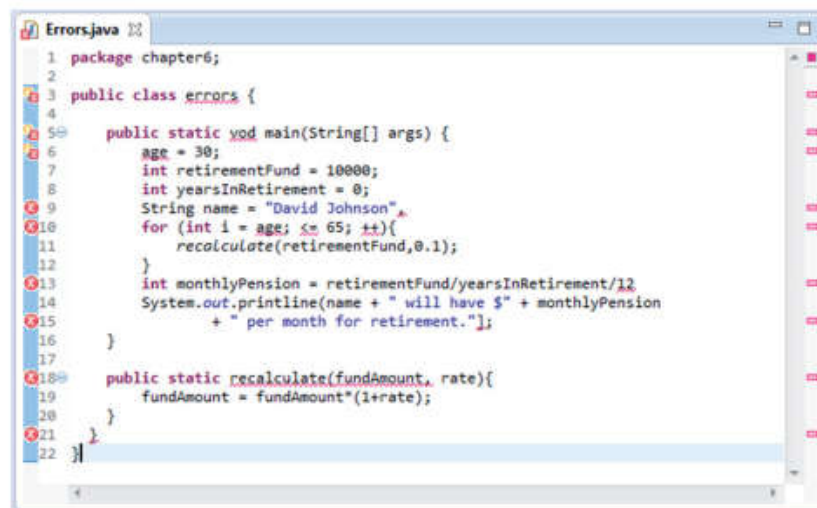 Errors.java
1 package chapter6;
2
3 public class errors {
4
5 public static vod main(String[] args) {
6 age = 30;
7 int retirementFund = 10000;
8 int yearsInRetirement = 0;
9 String name = "David Johnson",
10 for (int i = age; <= 65; ++){
11 recalculate(retirementFund,0.1);
12 }
13 int monthlyPension = retirementFund/yearsInRetirement/12
14 System.out.printline(name + " will have $" + monthlyPension
15 + " per month for retirement."];
16 }
17
18 public static recalculate(fundAmount, rate){
19 fundAmount = fundAmount*(1+rate);
20 }
21 }
22 }